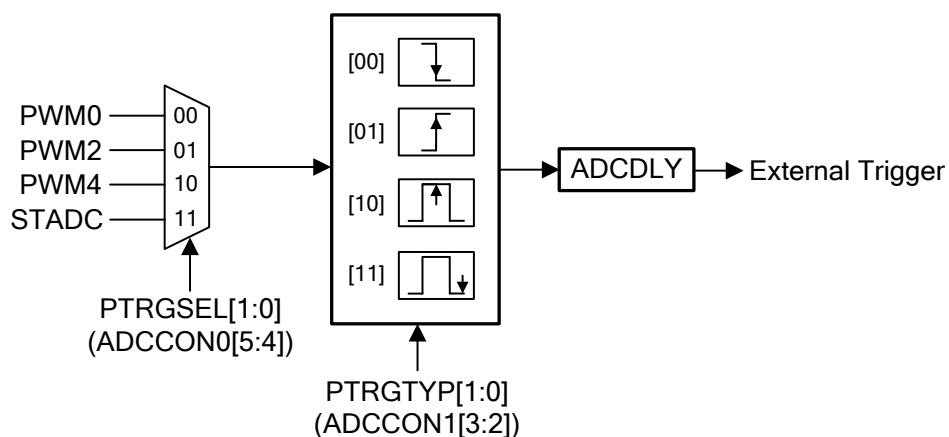 PWM0
PWM2
PWM4
STADC
00
01
10
11
PTRGSEL[1:0]
(ADCCON0[5:4])
[00]
[01]
[10]
[11]
PTRGTYP[1:0]
(ADCCON1[3:2])
ADCDLY
External Trigger